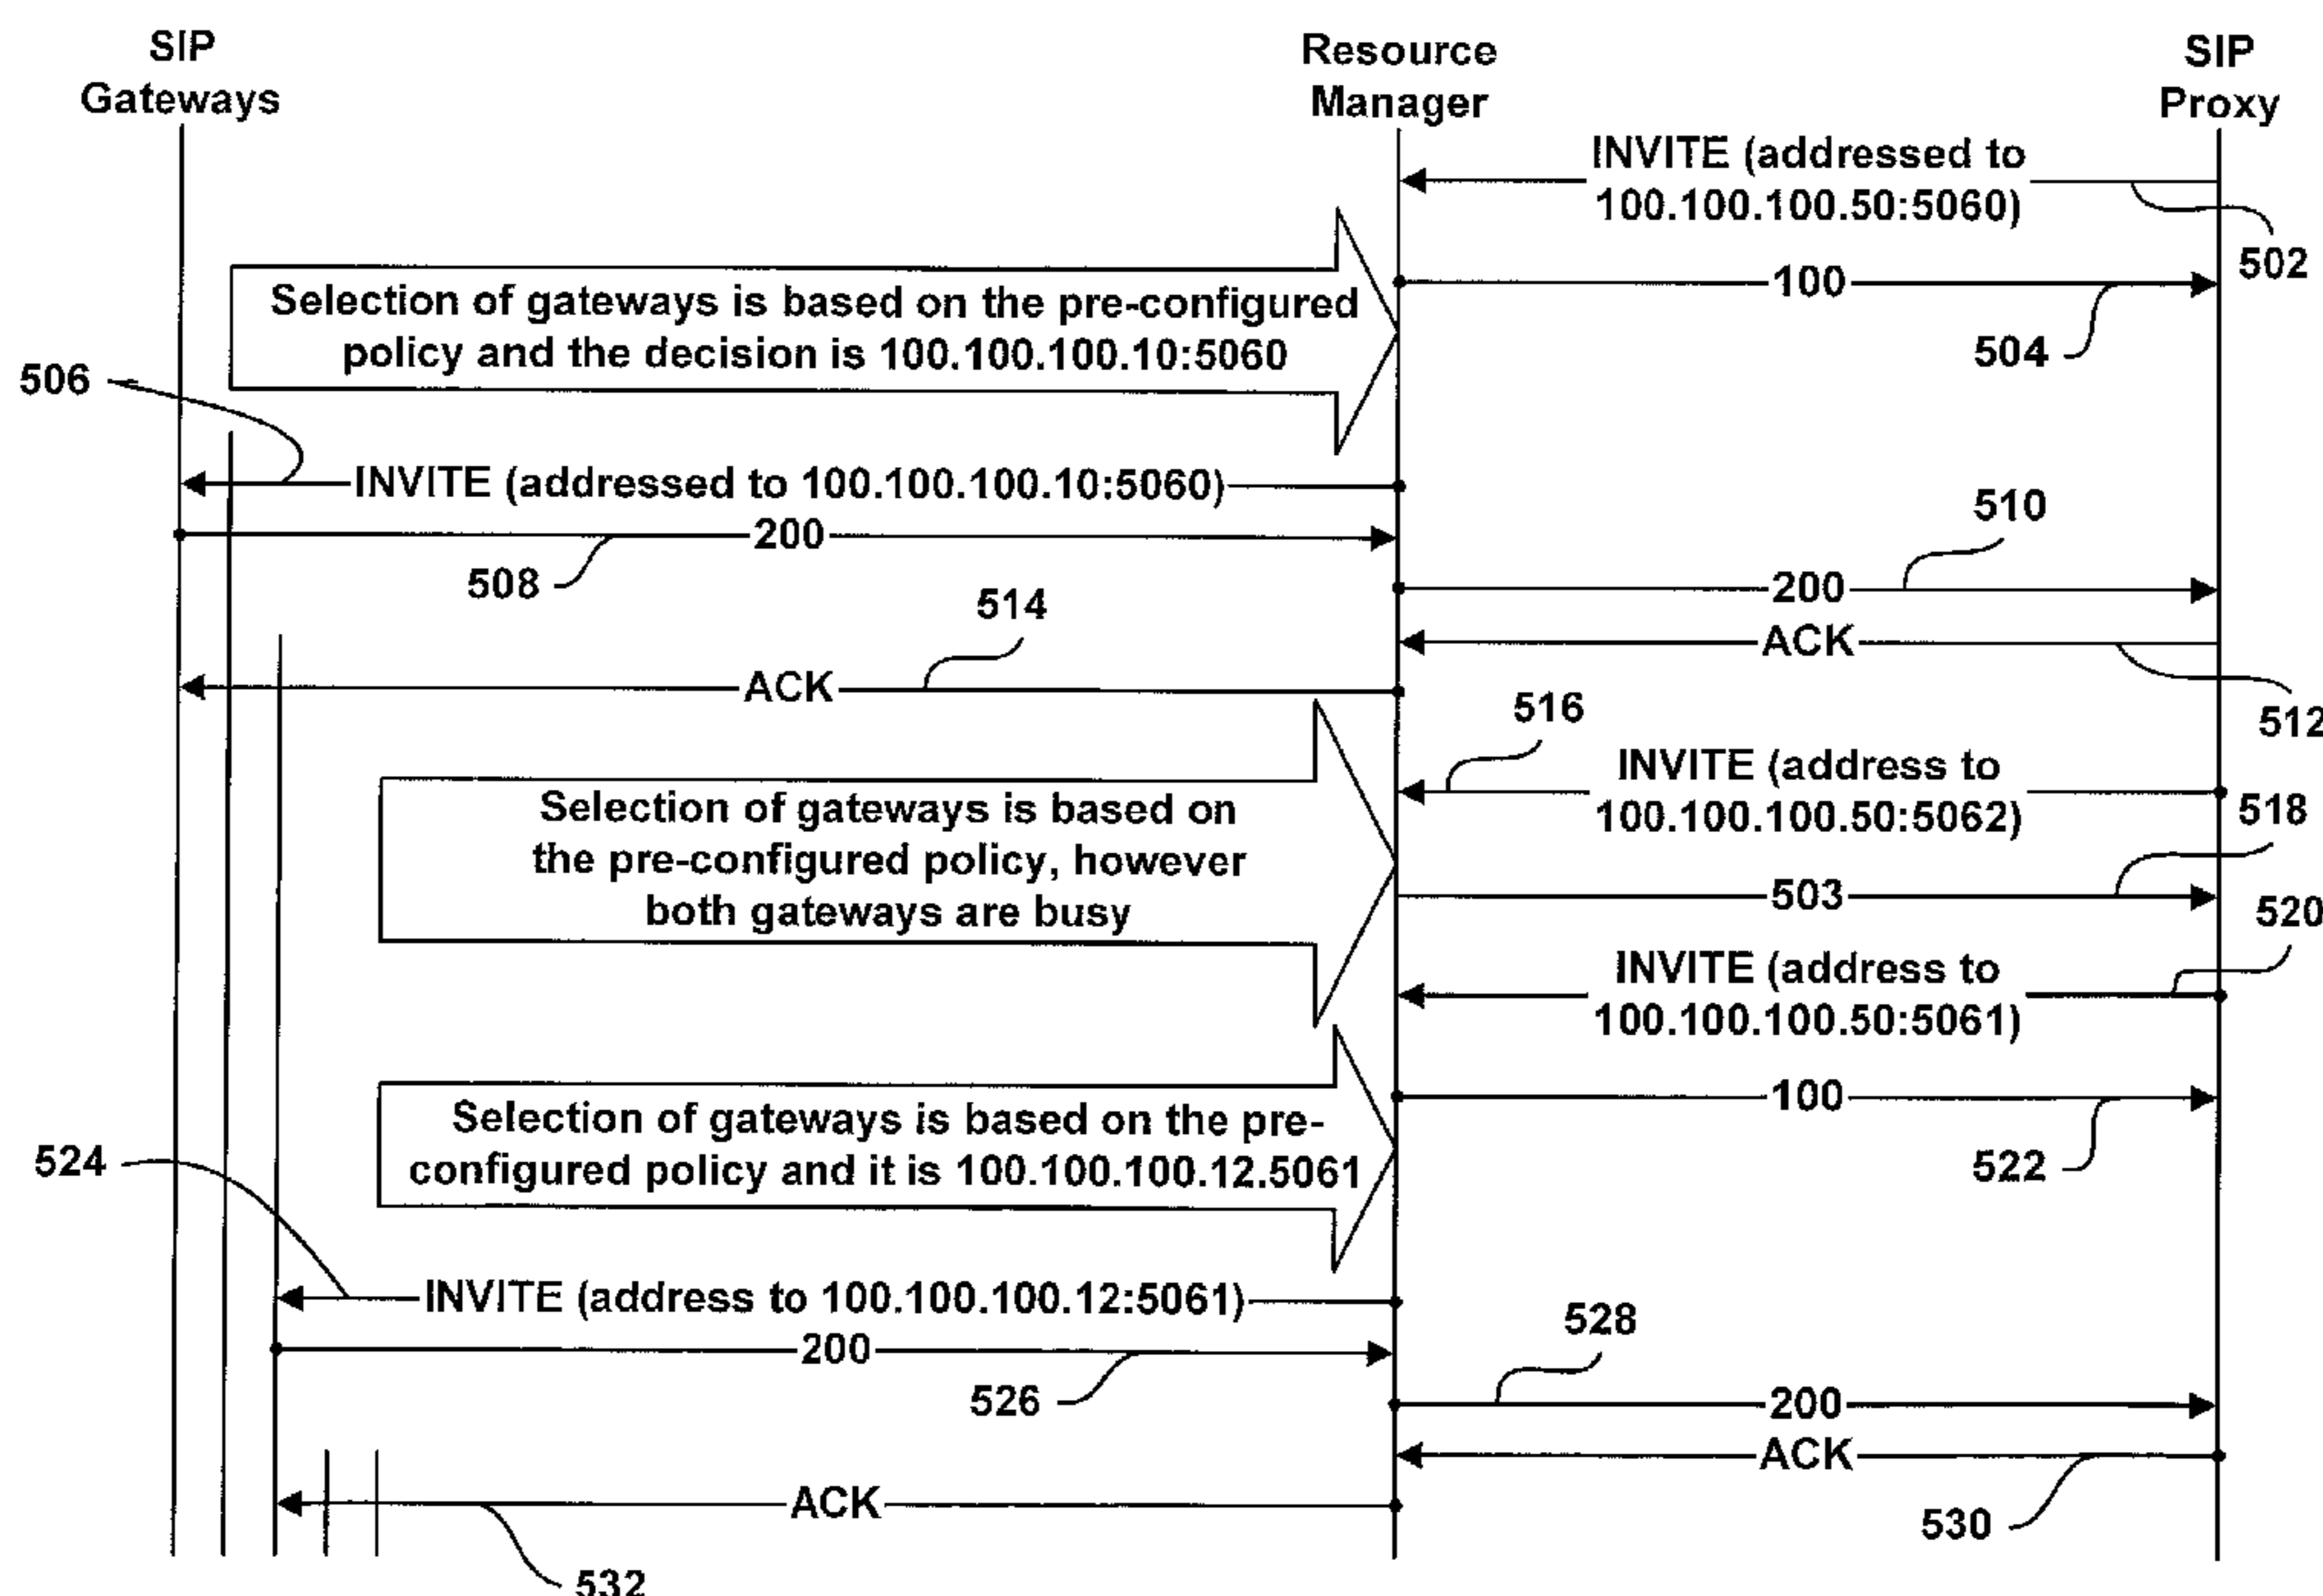 SIP
Gateways
Resource
Manager
SIP
Proxy
INVITE (addressed to
100.100.100.50:5060)
502
100
504
Selection of gateways is based on the pre-configured
policy and the decision is 100.100.100.10:5060
506
INVITE (addressed to 100.100.100.10:5060)
200
508
510
200
514
ACK
512
ACK
516
INVITE (address to
100.100.100.50:5062)
518
Selection of gateways is based on
the pre-configured policy, however
both gateways are busy
503
520
INVITE (address to
100.100.100.50:5061)
100
522
Selection of gateways is based on the pre-
configured policy and it is 100.100.100.12.5061
524
INVITE (address to 100.100.100.12:5061)
200
526
528
200
ACK
530
ACK
532